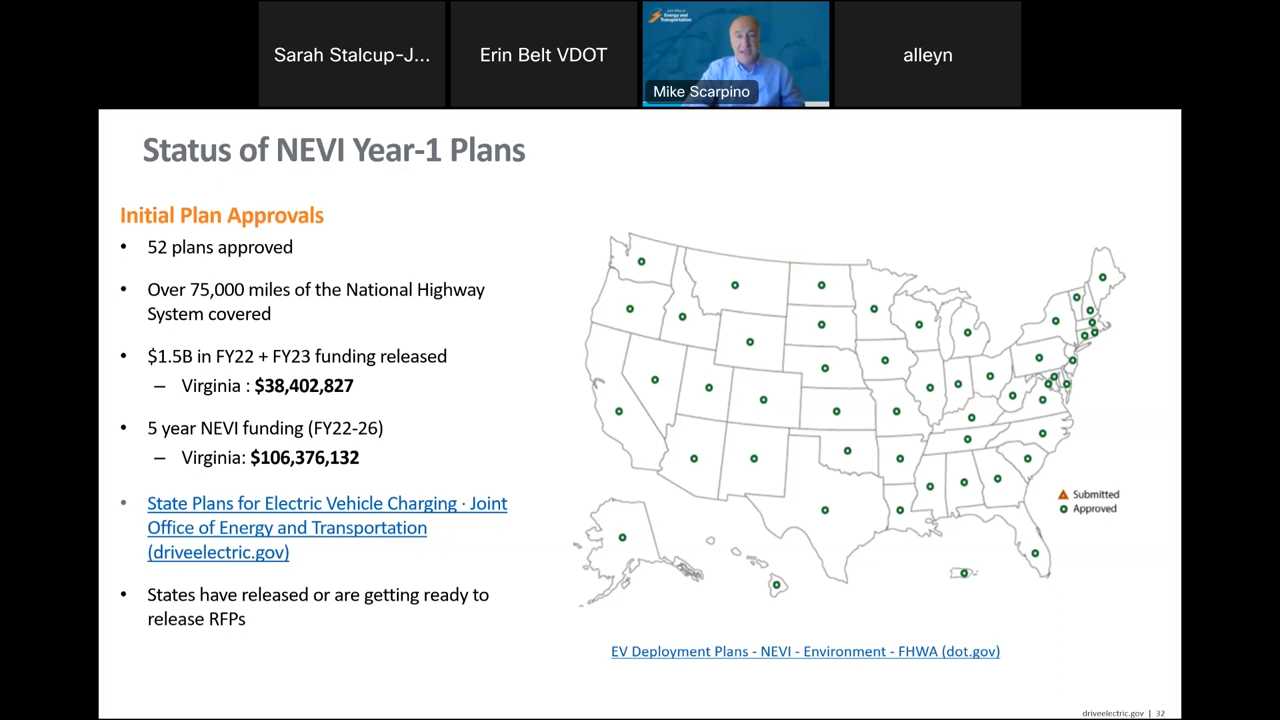 Sarah Stalcup-J...
Erin Belt VDOT
Energy and
Transportation
Mike Scarpino
alleyn
Status of NEVI Year-1 Plans
Initial Plan Approvals
• 52 plans approved
• Over 75,000 miles of the National Highway
System covered
• $1.5B in FY22 + FY23 funding released
– Virginia : $38,402,827
• 5 year NEVI funding (FY22-26)
– Virginia: $106,376,132
• State Plans for Electric Vehicle Charging · Joint
Office of Energy and Transportation
(driveelectric.gov)
• States have released or are getting ready to
release RFPs
Submitted
Approved
EV Deployment Plans - NEVI - Environment - FHWA (dot.gov)
driveelectric.gov | 32